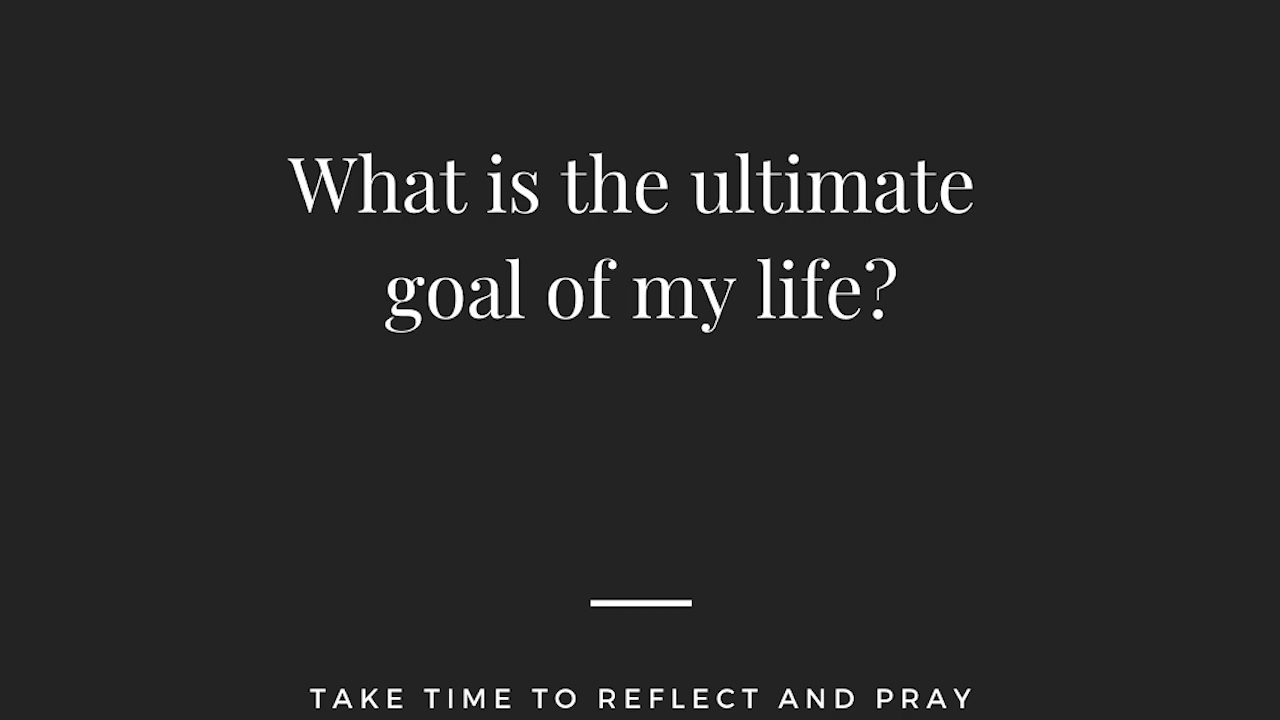 What is the ultimate
goal of my life?
TAKE TIME TO REFLECT AND PRAY